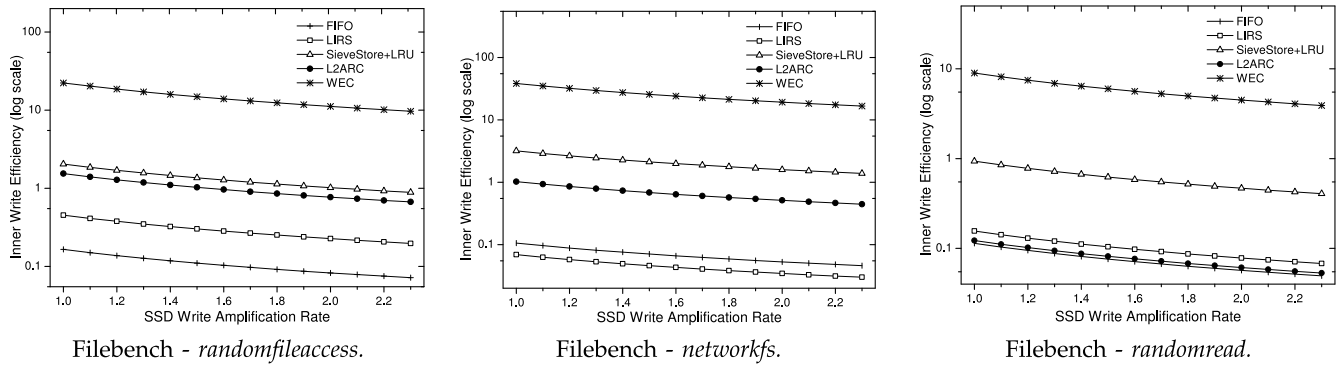 Inner Write Efficiency (log scale)
100
10
1
0.1
FIFO
LIRS
SieveStore+LRU
L2ARC
WEC
1.0 1.2 1.4 1.6 1.8 2.0 2.2
SSD Write Amplification Rate
Filebench - randomfileaccess.
Inner Write Efficiency (log scale)
100
10
1
0.1
FIFO
LIRS
SieveStore+LRU
L2ARC
WEC
1.0 1.2 1.4 1.6 1.8 2.0 2.2
SSD Write Amplification Rate
Filebench - networkfs.
Inner Write Efficiency (log scale)
10
1
0.1
FIFO
LIRS
SieveStore+LRU
L2ARC
WEC
1.0 1.2 1.4 1.6 1.8 2.0 2.2
SSD Write Amplification Rate
Filebench - randomread.